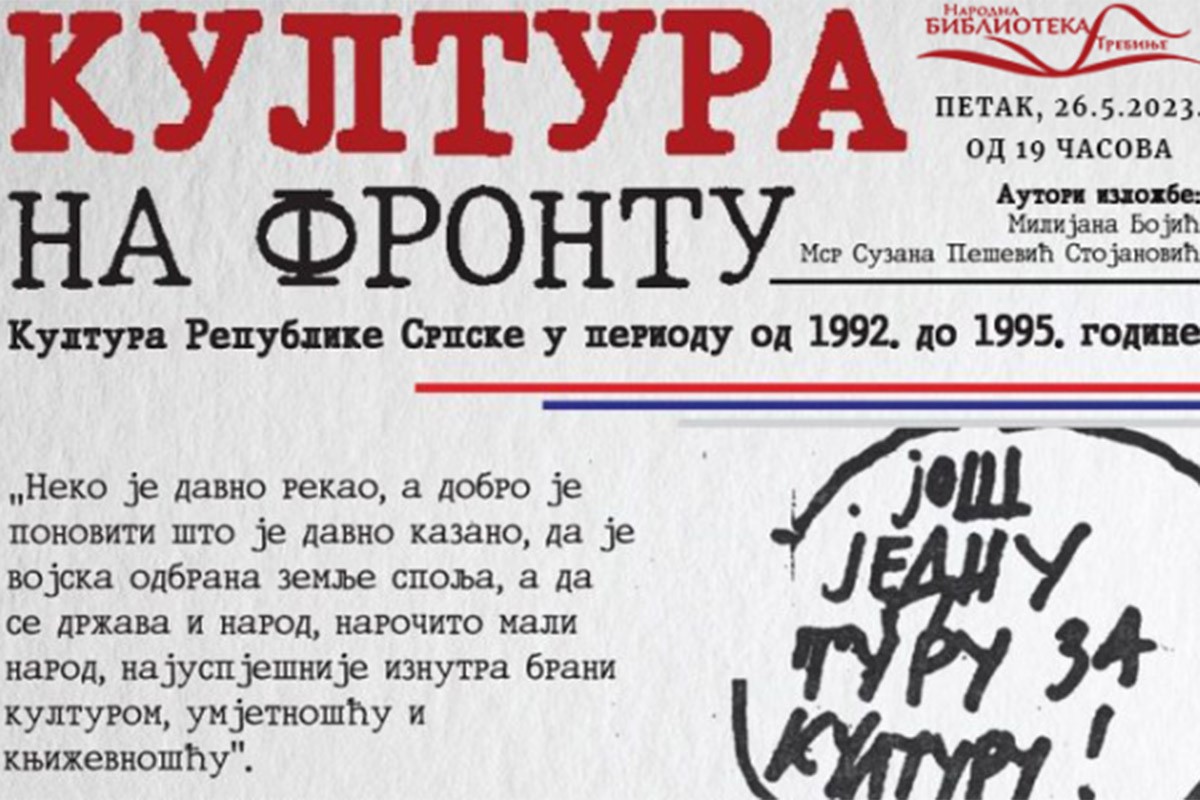 КУЛТУРА
НА ФРОНТУ
Народна
БИБЛИОТЕКА
Требиње
ПЕТАК, 26.5.2023.
ОД 19 ЧАСОВА
Аутори изложбе:
Милијана Бојић
Мср Сузана Пешевић Стојановић
Култура Републике Српске у периоду од 1992. до 1995. године
„Неко је давно рекао, а добро је
поновити што је давно казано, да је
војска одбрана земље споља, а да
се држава и народ, нарочито мали
народ, најуспјешније изнутра брани
културом, умјетношћу и
књижевношћу".
ЈОШ
ЈЕДНУ
ТУРУ ЗА
КУЛТУРУ!